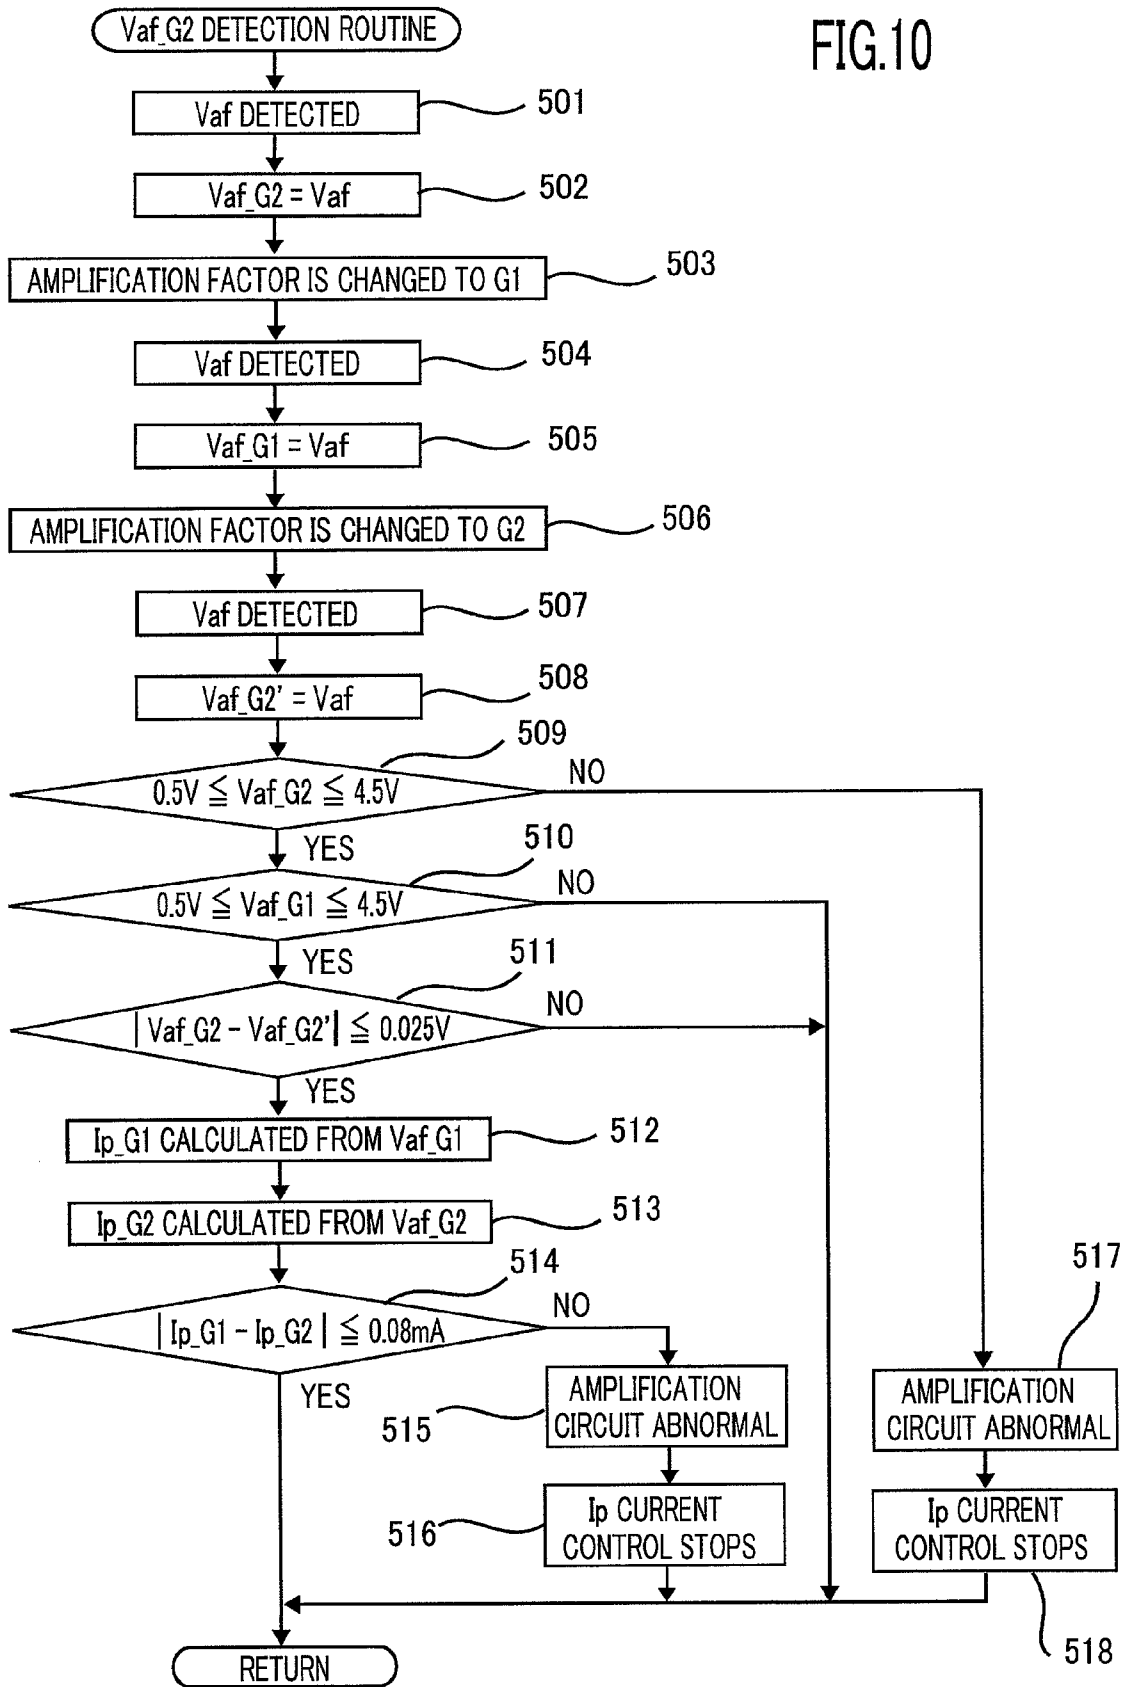 FIG.10
Vaf_G2 DETECTION ROUTINE
Vaf DETECTED
501
Vaf_G2 = Vaf
502
AMPLIFICATION FACTOR IS CHANGED TO G1
503
Vaf DETECTED
504
Vaf_G1 = Vaf
505
AMPLIFICATION FACTOR IS CHANGED TO G2
506
Vaf DETECTED
507
Vaf_G2' = Vaf
508
509
0.5V ≦ Vaf_G2 ≦ 4.5V
NO
YES
510
0.5V ≦ Vaf_G1 ≦ 4.5V
NO
YES
511
| Vaf_G2 – Vaf_G2' | ≦ 0.025V
NO
YES
Ip_G1 CALCULATED FROM Vaf_G1
512
Ip_G2 CALCULATED FROM Vaf_G2
513
514
| Ip_G1 – Ip_G2 | ≦ 0.08mA
NO
YES
515
AMPLIFICATION
CIRCUIT ABNORMAL
516
Ip CURRENT
CONTROL STOPS
517
AMPLIFICATION
CIRCUIT ABNORMAL
Ip CURRENT
CONTROL STOPS
518
RETURN